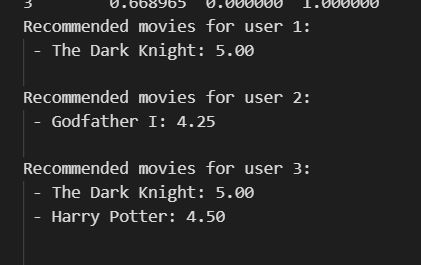 3 0.668965 0.000000 1.000000
Recommended movies for user 1:
- The Dark Knight: 5.00
Recommended movies for user 2:
- Godfather I: 4.25
Recommended movies for user 3:
- The Dark Knight: 5.00
- Harry Potter: 4.50